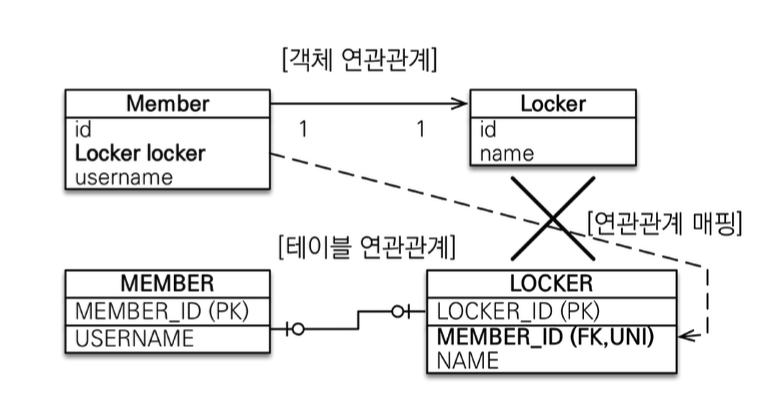 [객체 연관관계]
Member
id
Locker locker
username
1
1
Locker
id
name
[연관관계 매핑]
[테이블 연관관계]
MEMBER
MEMBER_ID (PK)
USERNAME
LOCKER
LOCKER_ID (PK)
MEMBER_ID (FK,UNI)
NAME